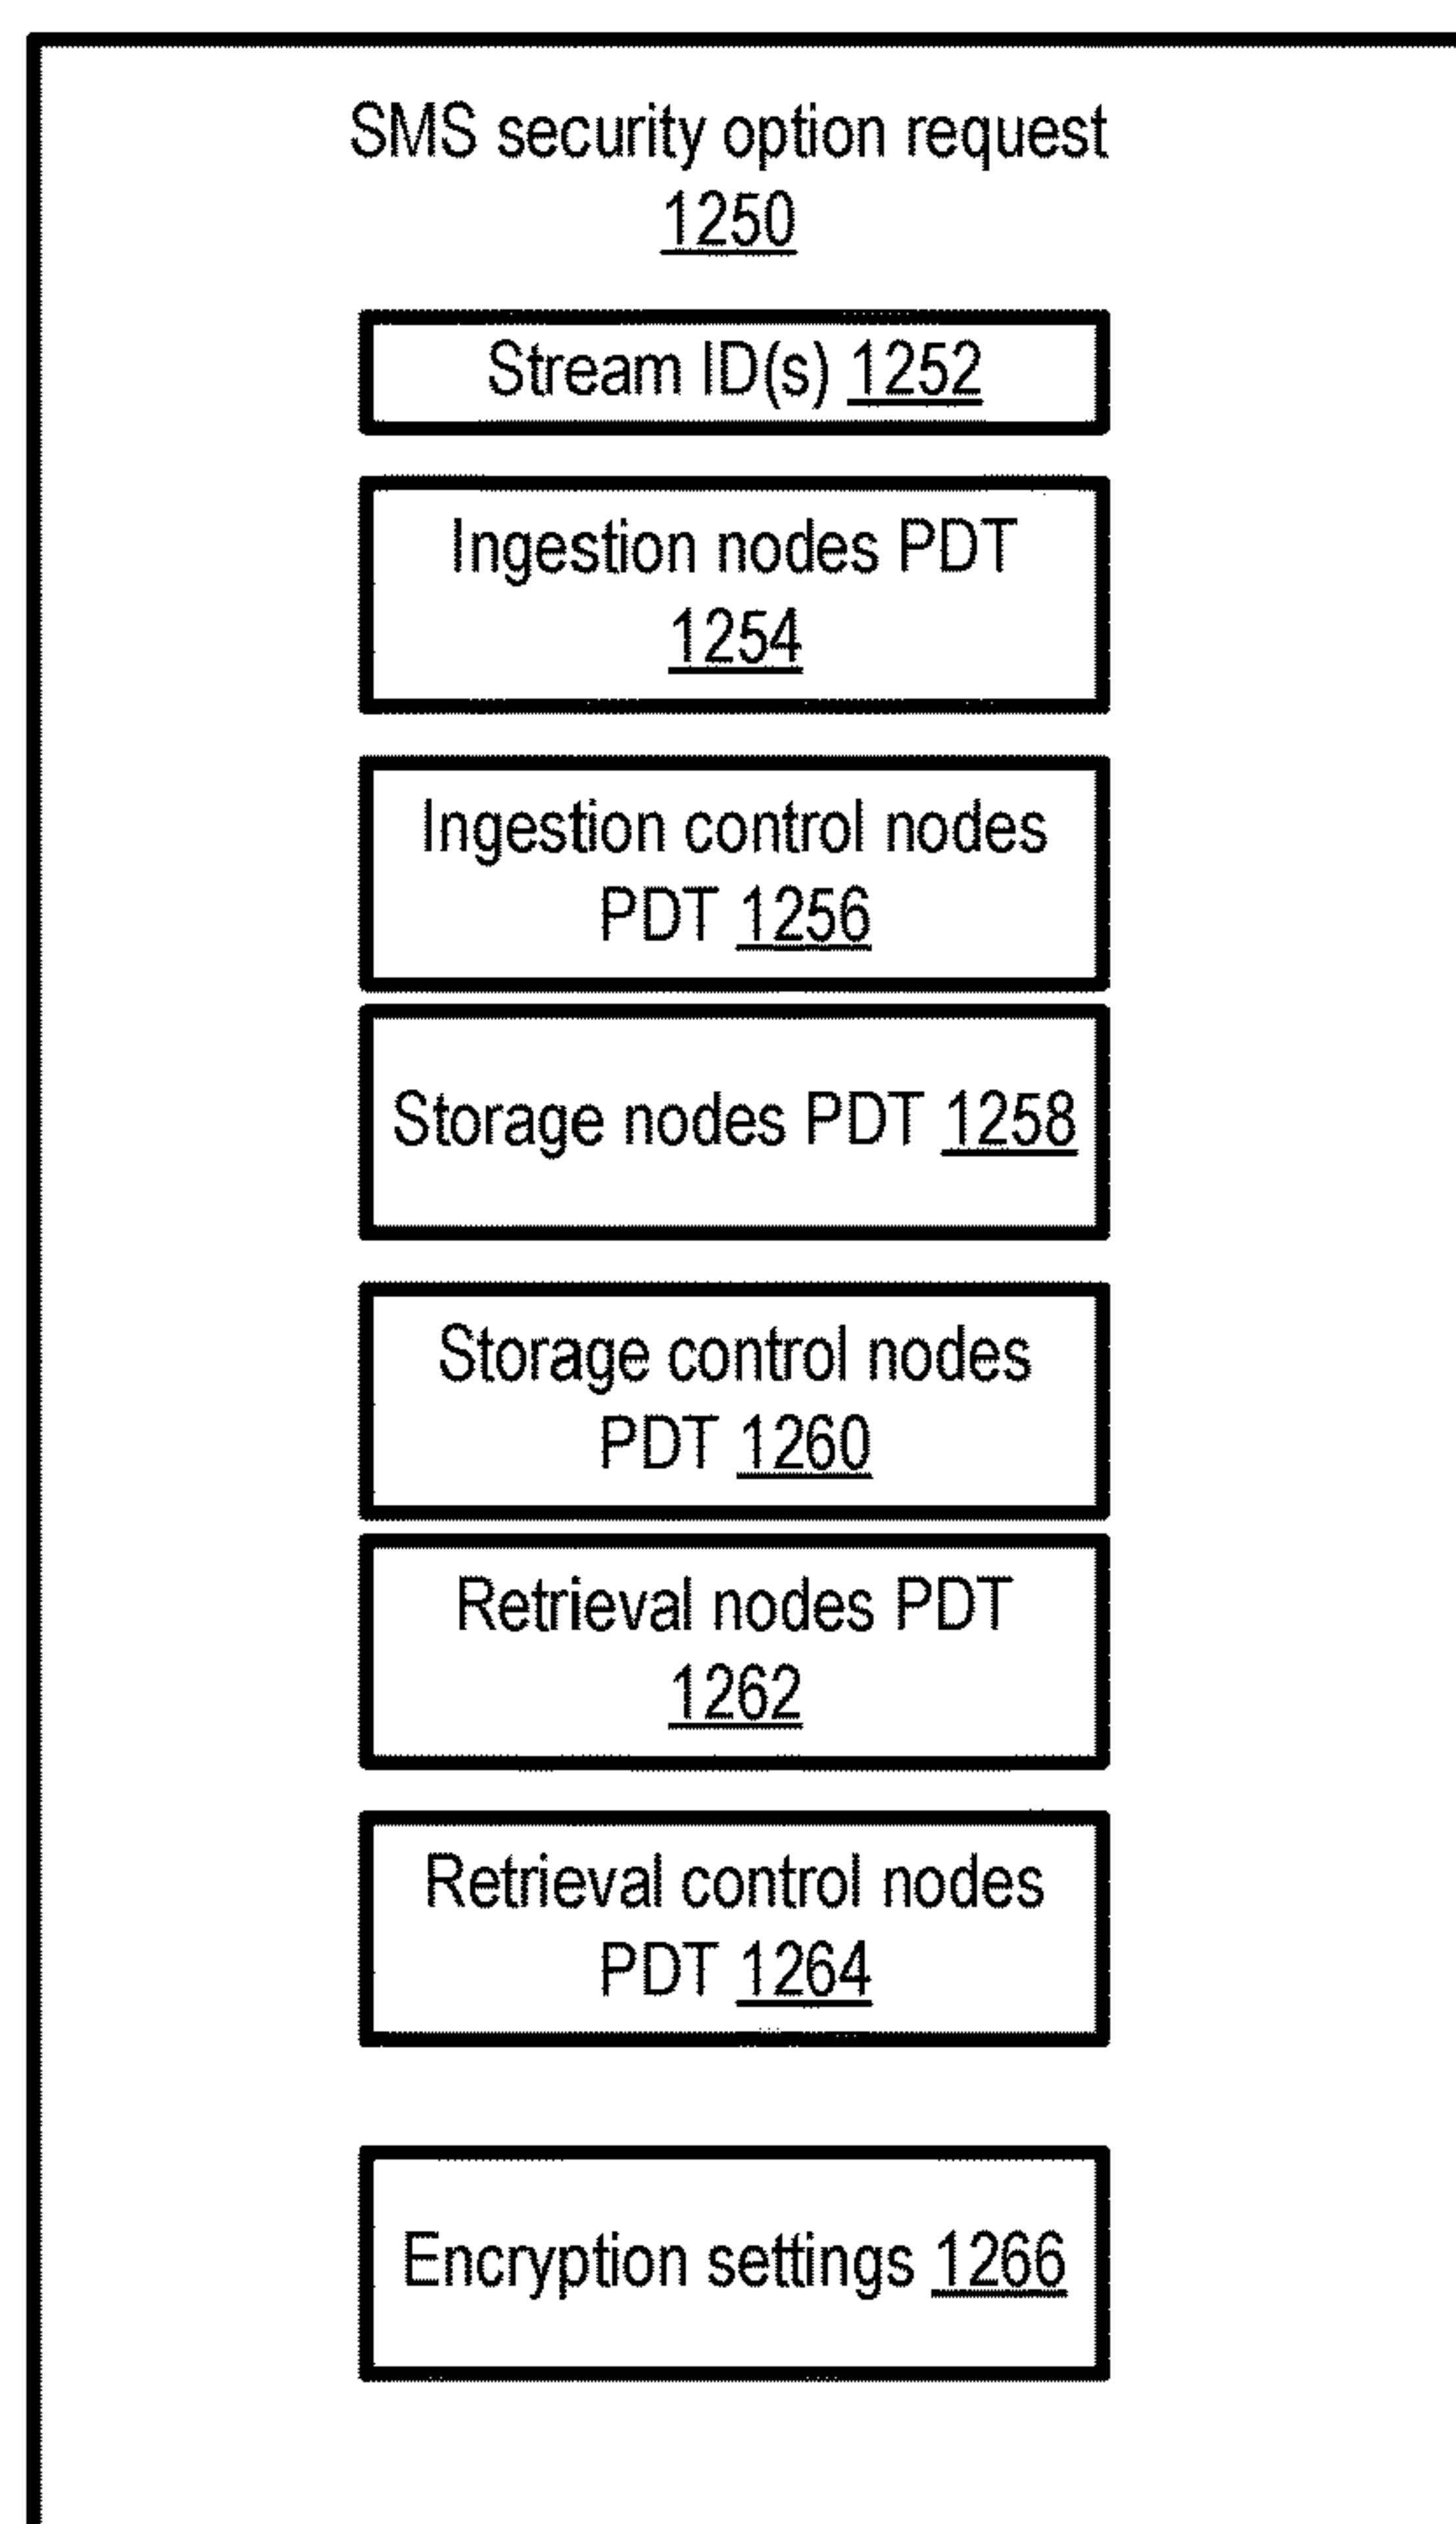 SMS security option request
1250
Stream ID(s) 1252
Ingestion nodes PDT
1254
Ingestion control nodes
PDT 1256
Storage nodes PDT 1258
Storage control nodes
PDT 1260
Retrieval nodes PDT
1262
Retrieval control nodes
PDT 1264
Encryption settings 1266